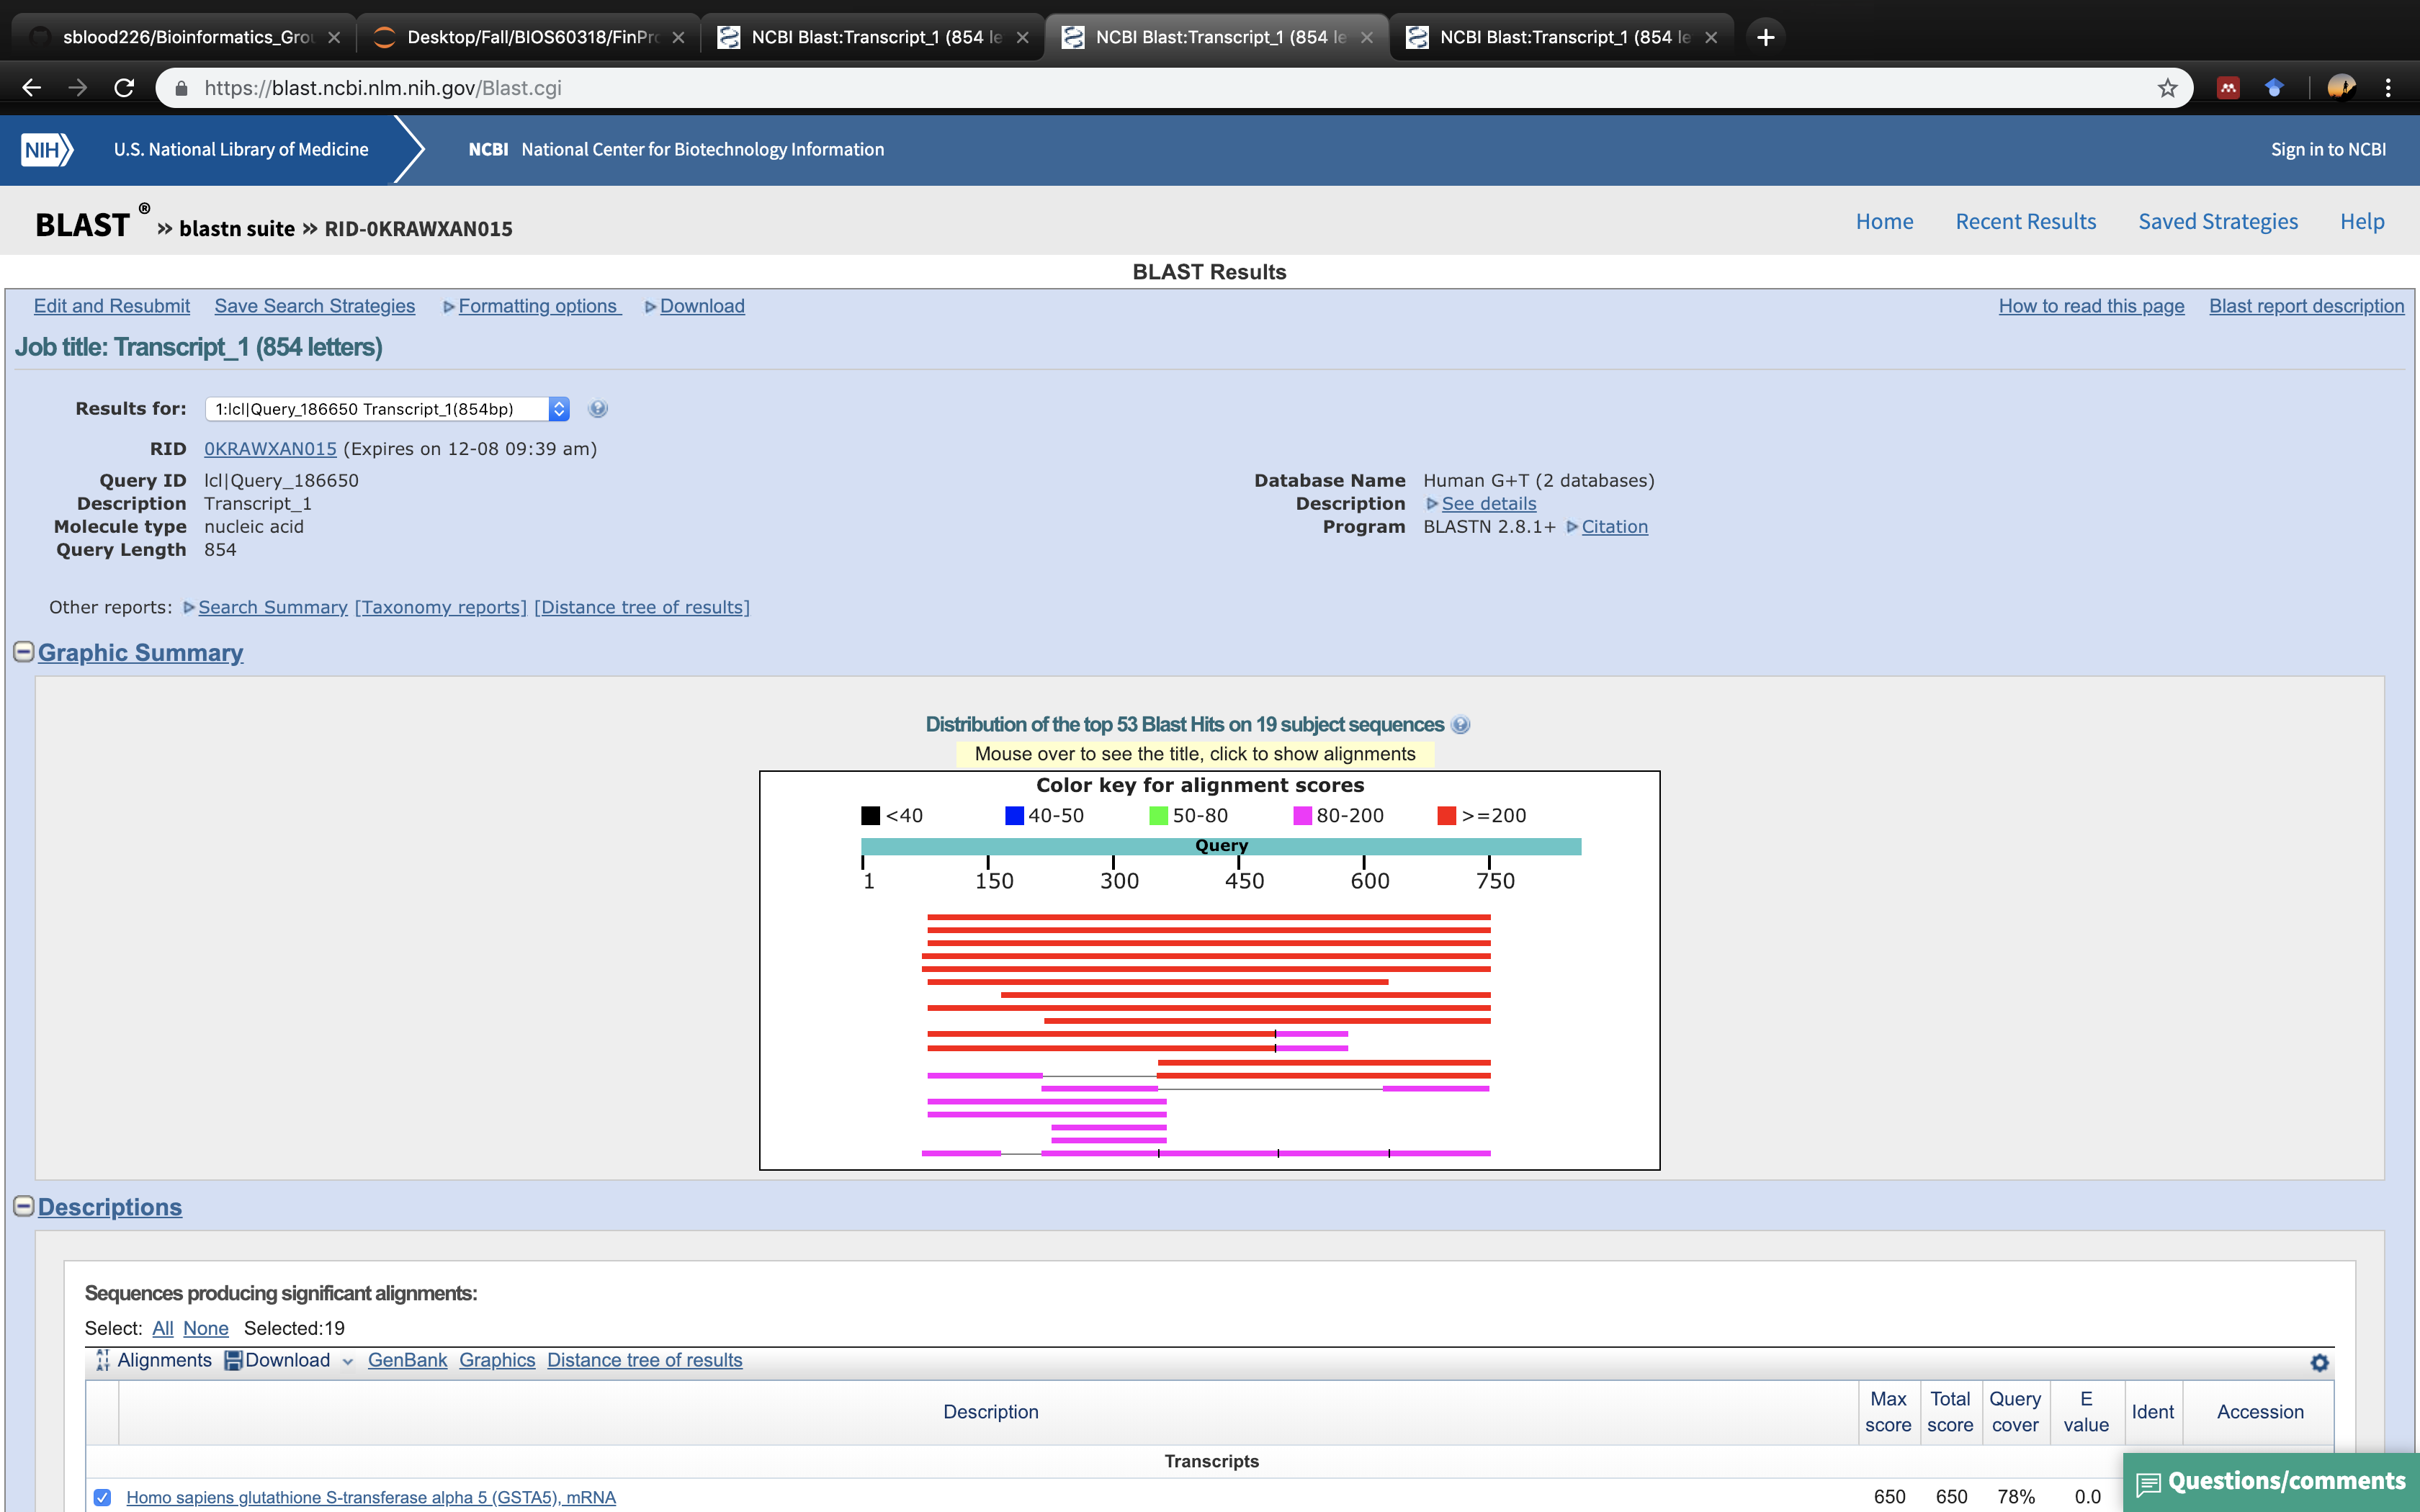 sblood226/Bioinformatics_Grou
Desktop/Fall/BIOS60318/FinPro
NCBI Blast:Transcript_1 (854 le
NCBI Blast:Transcript_1 (854 le
NCBI Blast:Transcript_1 (854 le
https://blast.ncbi.nlm.nih.gov/Blast.cgi
NIH U.S. National Library of Medicine NCBI National Center for Biotechnology Information Sign in to NCBI
BLAST ® » blastn suite » RID-0KRAWXAN015 Home Recent Results Saved Strategies Help
BLAST Results
Edit and Resubmit Save Search Strategies Formatting options Download How to read this page Blast report description
Job title: Transcript_1 (854 letters)
Results for: 1:lcl|Query_186650 Transcript_1(854bp)
RID 0KRAWXAN015 (Expires on 12-08 09:39 am)
Query ID lcl|Query_186650 Database Name Human G+T (2 databases)
Description Transcript_1 Description See details
Molecule type nucleic acid Program BLASTN 2.8.1+ Citation
Query Length 854
Other reports: Search Summary [Taxonomy reports] [Distance tree of results]
Graphic Summary
Distribution of the top 53 Blast Hits on 19 subject sequences
Mouse over to see the title, click to show alignments
Color key for alignment scores
<40 40-50 50-80 80-200 >=200
Query
1 150 300 450 600 750
Descriptions
Sequences producing significant alignments:
Select: All None Selected:19
Alignments Download GenBank Graphics Distance tree of results
Description Max score Total score Query cover E value Ident Accession
Transcripts
Homo sapiens glutathione S-transferase alpha 5 (GSTA5), mRNA 650 650 78% 0.0
Questions/comments